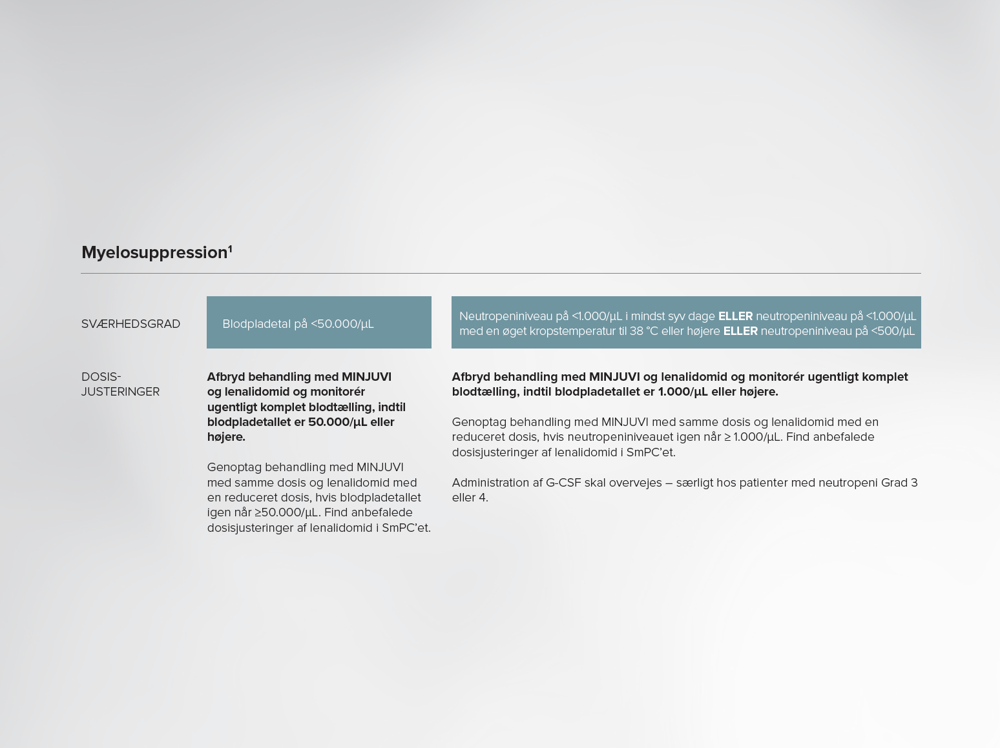 Myelosuppression¹
SVÆRHEDSGRAD
Blodpladetal på <50.000/µL
Neutropeniniveau på <1.000/µL i mindst syv dage ELLER neutropeniniveau på <1.000/µL
med en øget kropstemperatur til 38 °C eller højere ELLER neutropeniniveau på <500/µL
DOSIS-
JUSTERINGER
Afbryd behandling med MINJUVI
og lenalidomid og monitorér
ugentligt komplet blodtælling, indtil
blodpladetallet er 50.000/µL eller
højere.
Genoptag behandling med MINJUVI
med samme dosis og lenalidomid med
en reduceret dosis, hvis blodpladetallet
igen når ≥50.000/µL. Find anbefalede
dosisjusteringer af lenalidomid i SmPC’et.
Afbryd behandling med MINJUVI og lenalidomid og monitorér ugentligt komplet
blodtælling, indtil blodpladetallet er 1.000/µL eller højere.
Genoptag behandling med MINJUVI med samme dosis og lenalidomid med en
reduceret dosis, hvis neutropeniniveauet igen når ≥ 1.000/µL. Find anbefalede
dosisjusteringer af lenalidomid i SmPC’et.
Administration af G-CSF skal overvejes – særligt hos patienter med neutropeni Grad 3
eller 4.